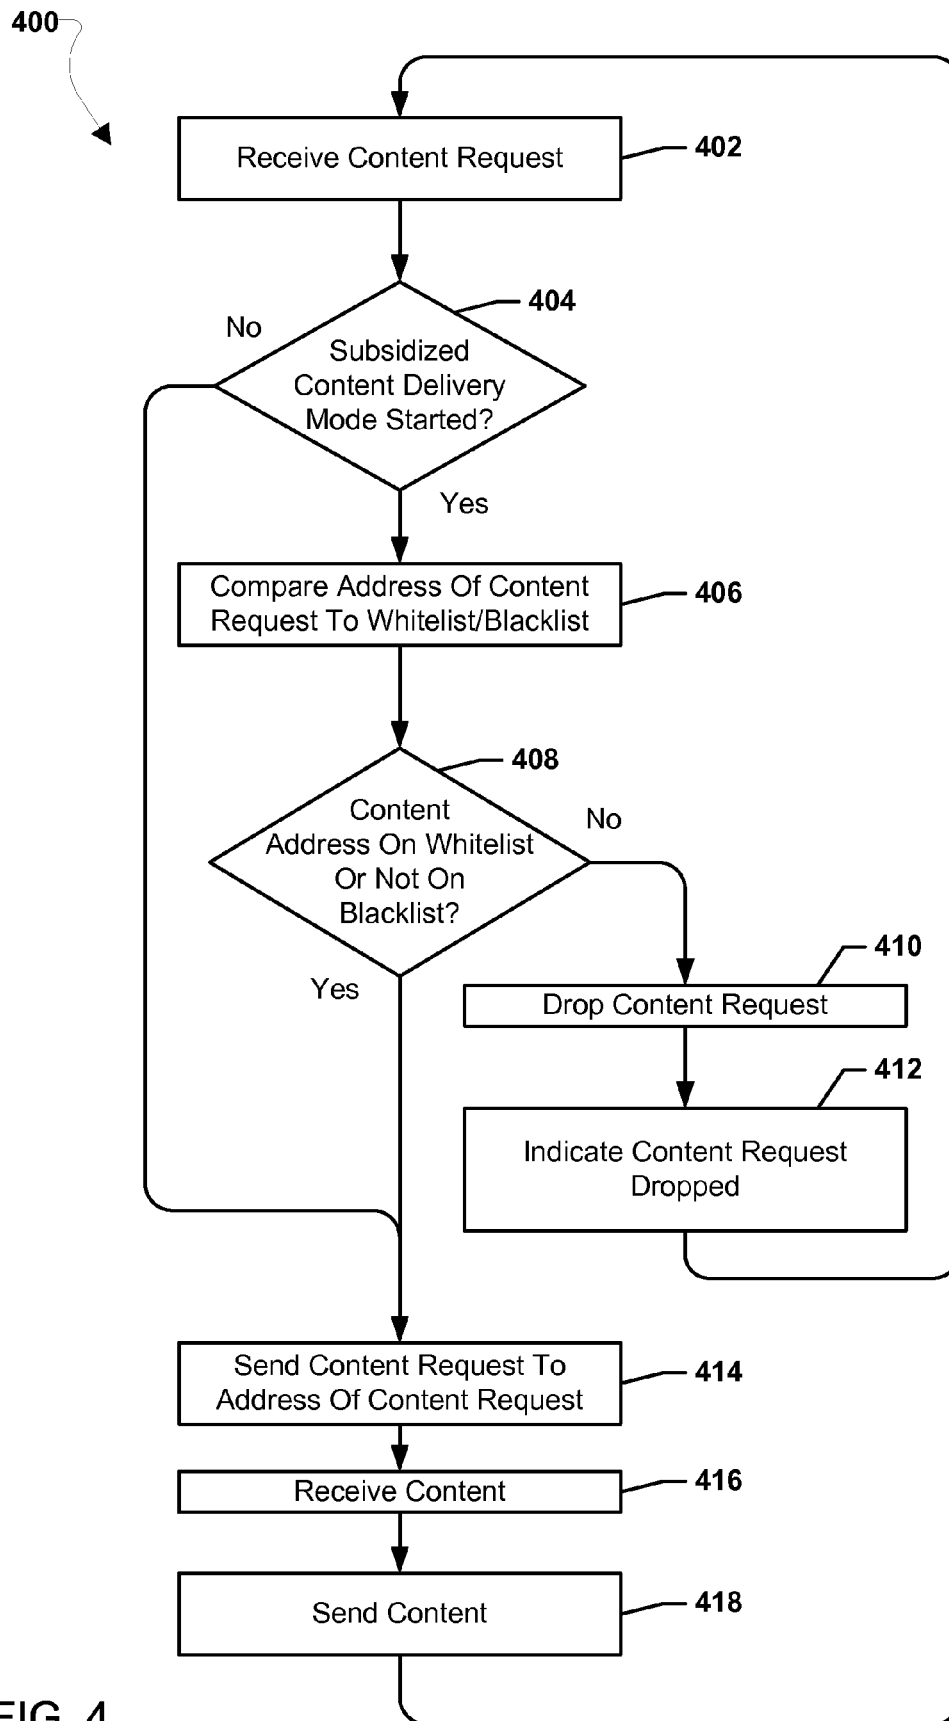 400
Receive Content Request
402
404
No
Subsidized
Content Delivery
Mode Started?
Yes
Compare Address Of Content
Request To Whitelist/Blacklist
406
408
Content
Address On Whitelist
Or Not On
Blacklist?
No
Yes
410
Drop Content Request
412
Indicate Content Request
Dropped
Send Content Request To
Address Of Content Request
414
Receive Content
416
Send Content
418
FIG. 4